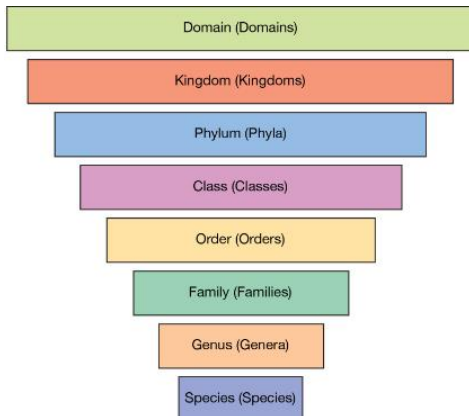 Domain (Domains)
Kingdom (Kingdoms)
Phylum (Phyla)
Class (Classes)
Order (Orders)
Family (Families)
Genus (Genera)
Species (Species)